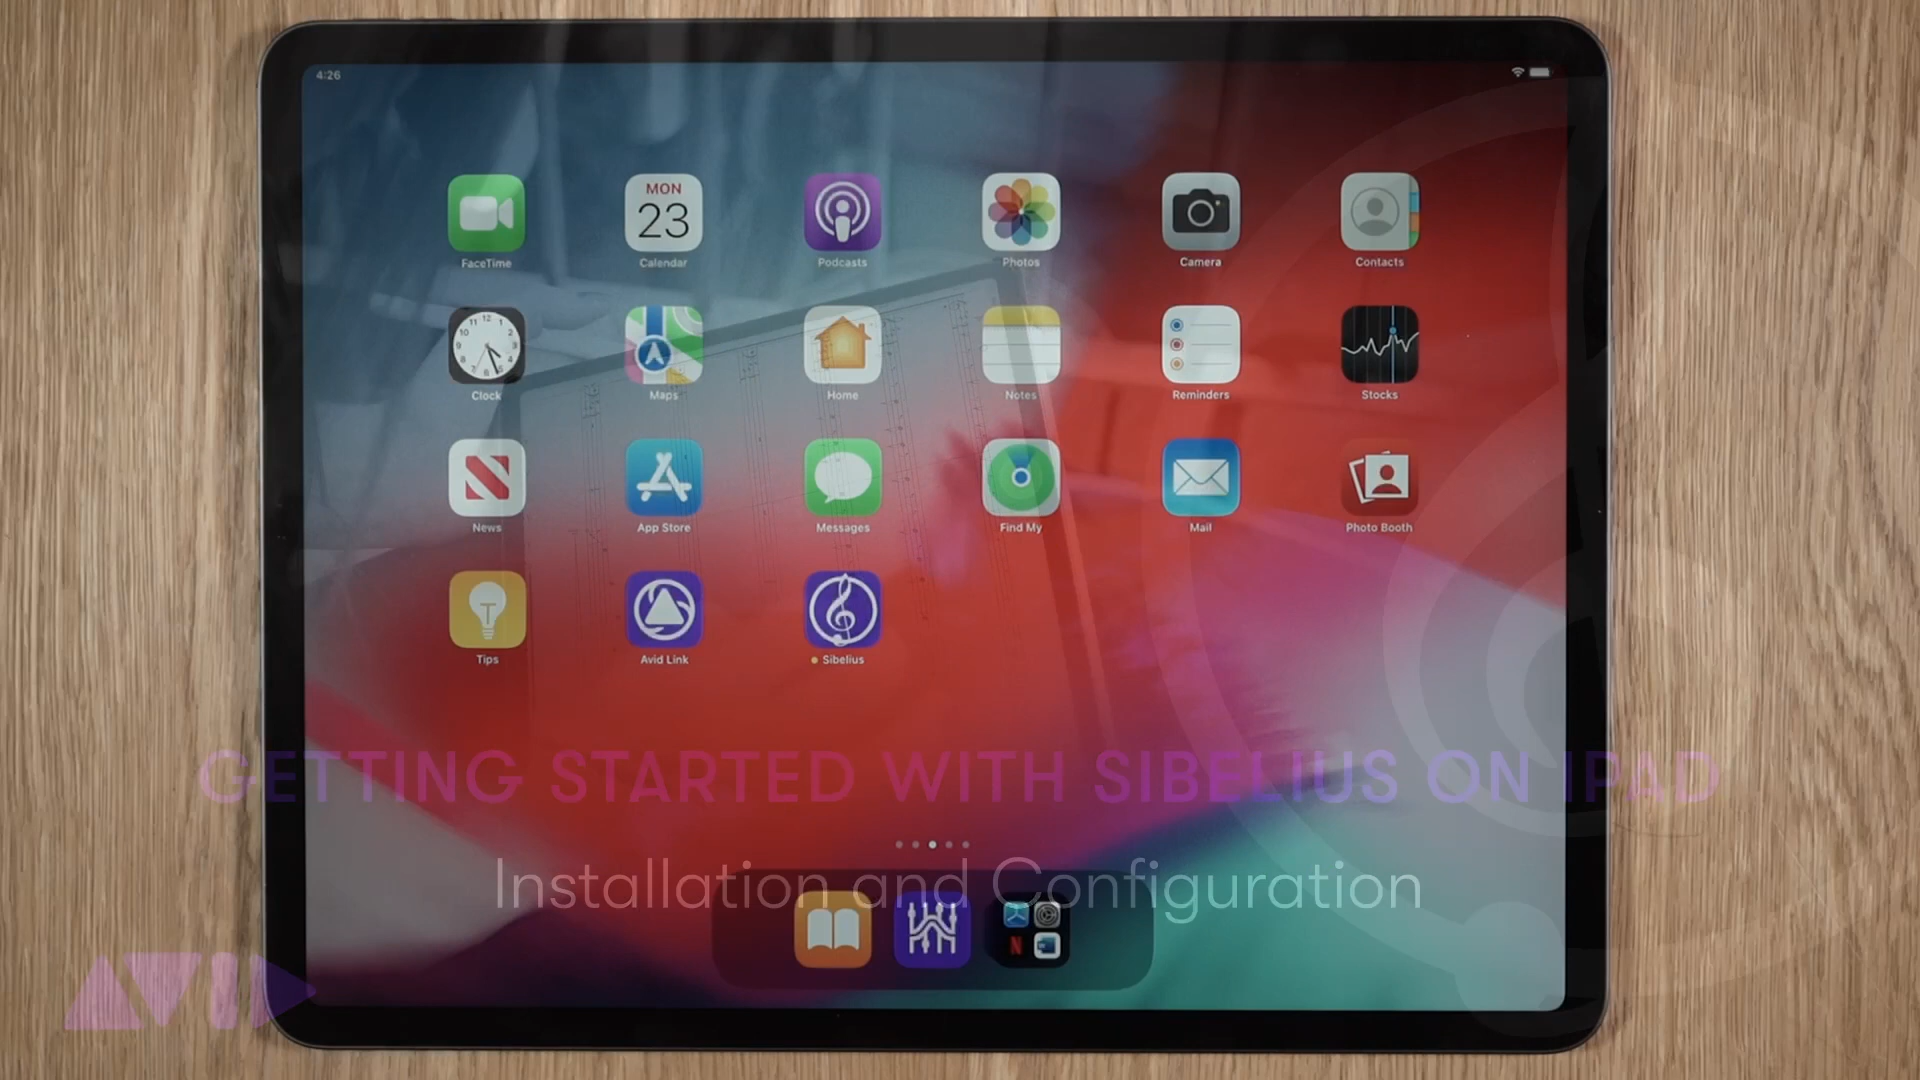 4:26
MON
23
FaceTime
Calendar
Podcasts
Photos
Camera
Contacts
Clock
Maps
Home
Notes
Reminders
Stocks
News
App Store
Messages
Find My
Mail
Photo Booth
Tips
Avid Link
Sibelius
GETTING STARTED WITH SIBELIUS ON IPAD
Installation and Configuration
AVID